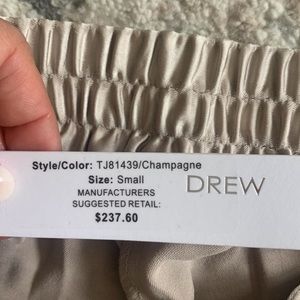 Style/Color: TJ81439/Champagne
Size: Small
MANUFACTURERS
SUGGESTED RETAIL:
$237.60
DREW